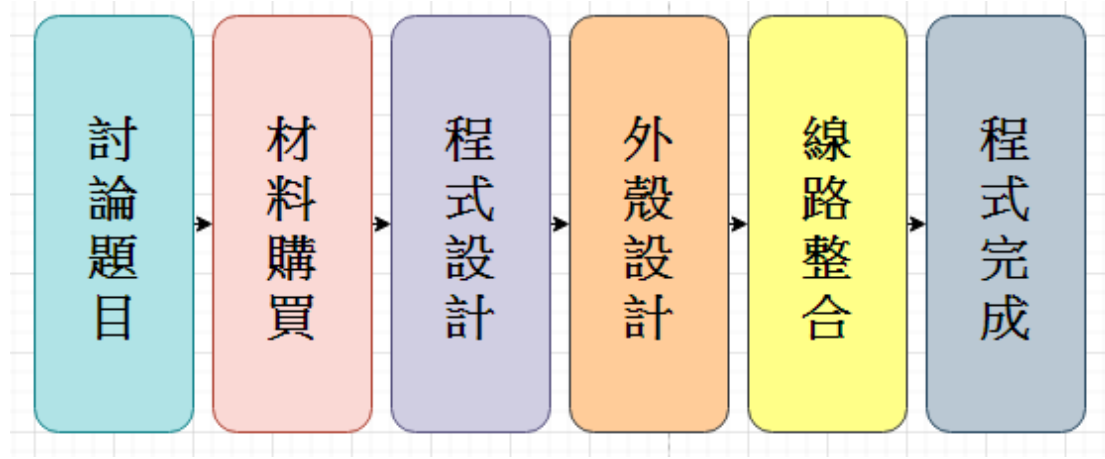 討論題目
材料購買
程式設計
外殼設計
線路整合
程式完成